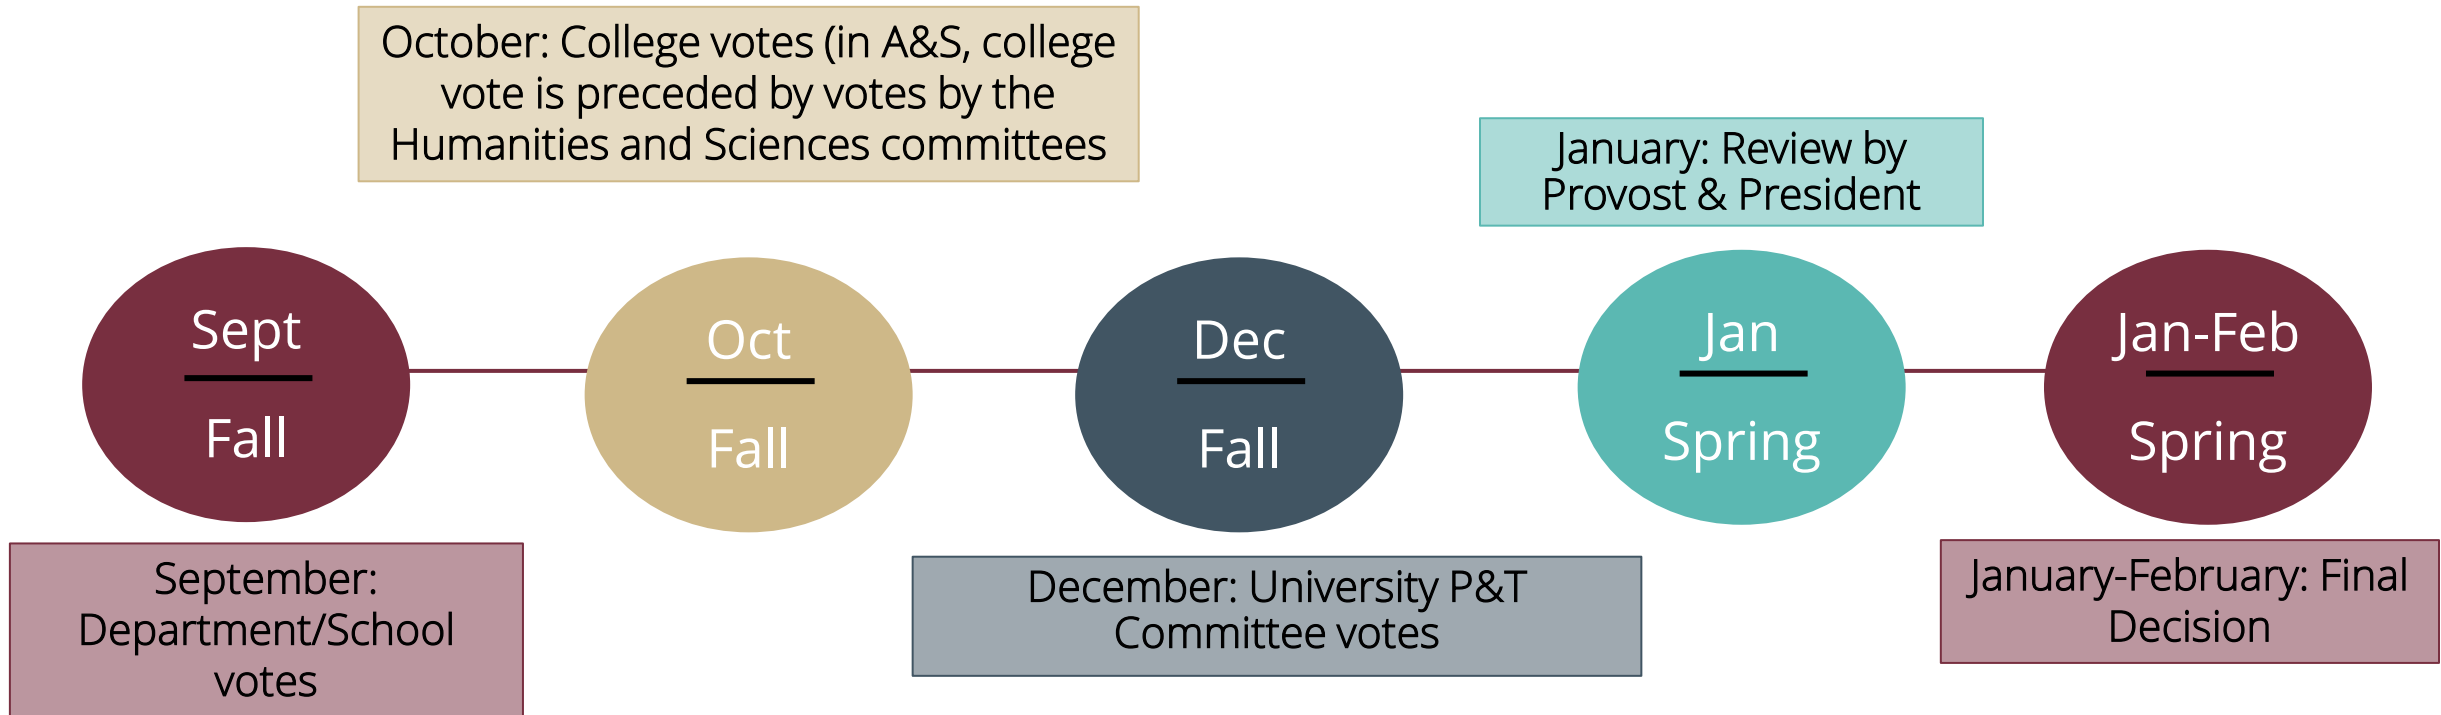 October: College votes (in A&S, college
vote is preceded by votes by the
Humanities and Sciences committees
January: Review by
Provost & President
Sept
Fall
Oct
Fall
Dec
Fall
Jan
Spring
Jan-Feb
Spring
September:
Department/School
votes
December: University P&T
Committee votes
January-February: Final
Decision